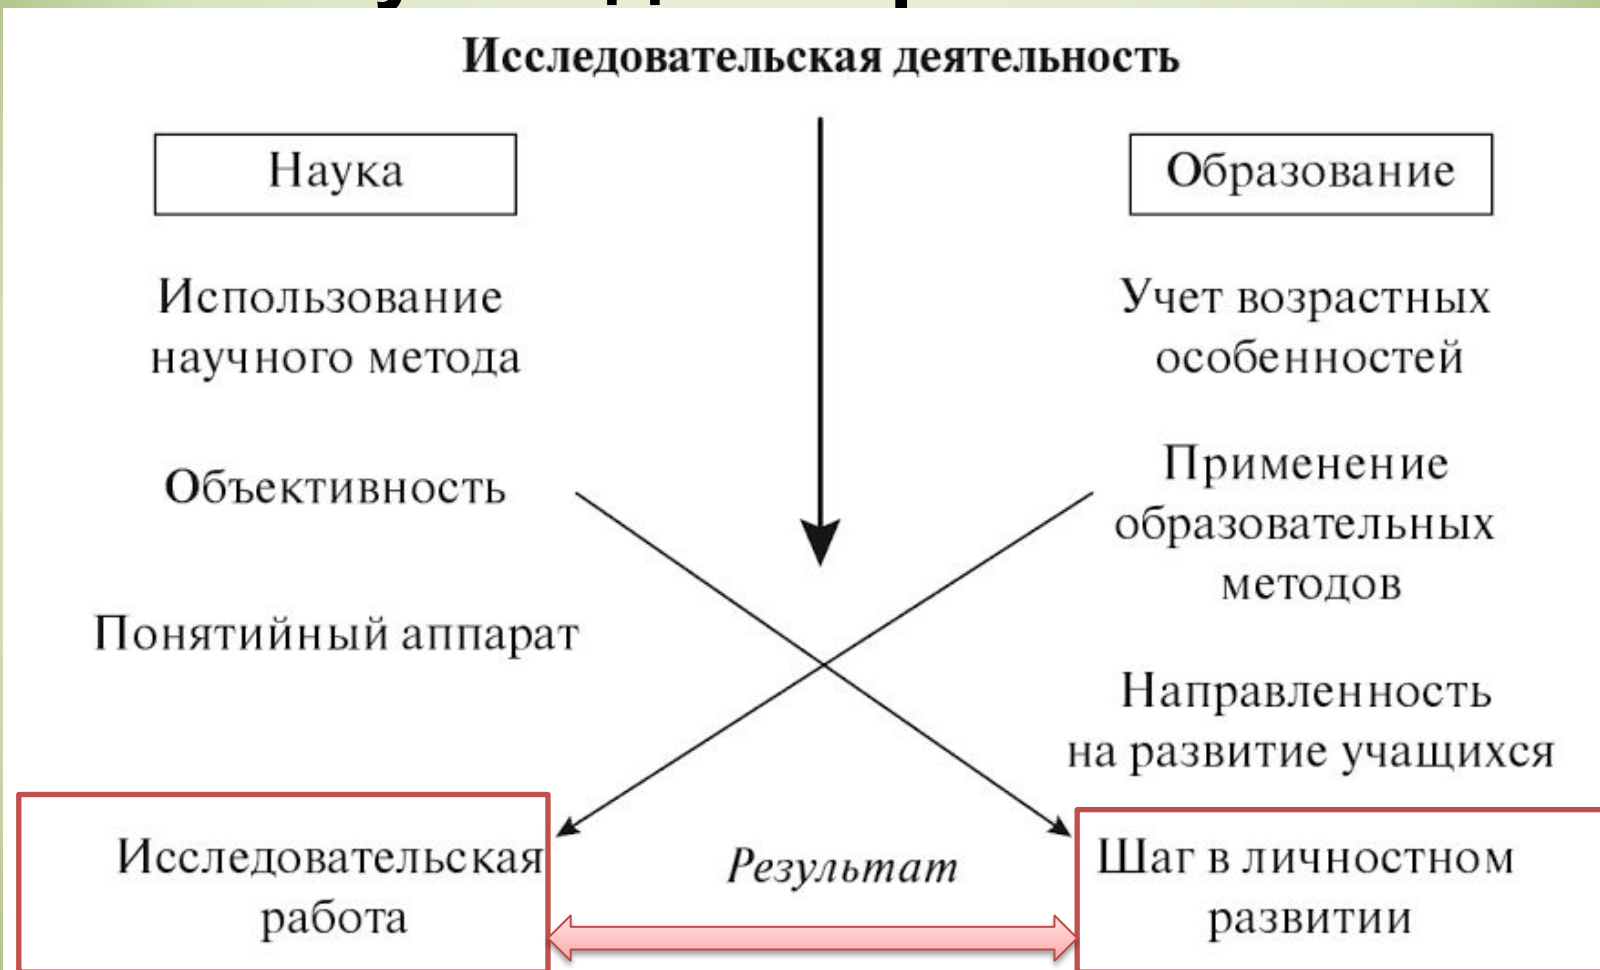 Исследовательская деятельность
Наука
Образование
Использование
научного метода
Учет возрастных
особенностей
Объективность
Применение
образовательных
методов
Понятийный аппарат
Направленность
на развитие учащихся
Исследовательская
работа
Результат
Шаг в личностном
развитии